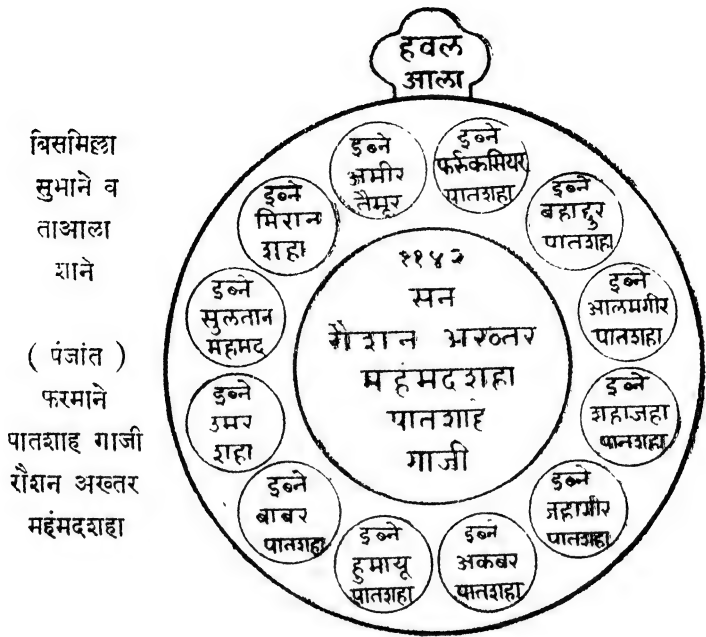 हवल
आला
बिसमिल्ला
सुभाने व
ताआला
शाने
( पंजांत )
फरमाने
पातशाह गाजी
रौशन अख्तर
महंमदशहा
११४२
सन
रौशन अख्तर
महंमदशहा
पातशाह
गाजी
इब्ने
फर्रुकसियर
पातशहा
इब्ने
बहाद्दुर
पातशहा
इब्ने
आलमगीर
पातशहा
इब्ने
शहाजहा
पातशहा
इब्ने
जहागीर
पातशहा
इब्ने
अकबर
पातशहा
इब्ने
हुमायू
पातशहा
इब्ने
बाबर
पातशहा
इब्ने
उमर
शहा
इब्ने
सुलतान
महमद
इब्ने
मिरान
शहा
इब्ने
अमीर
तैमूर